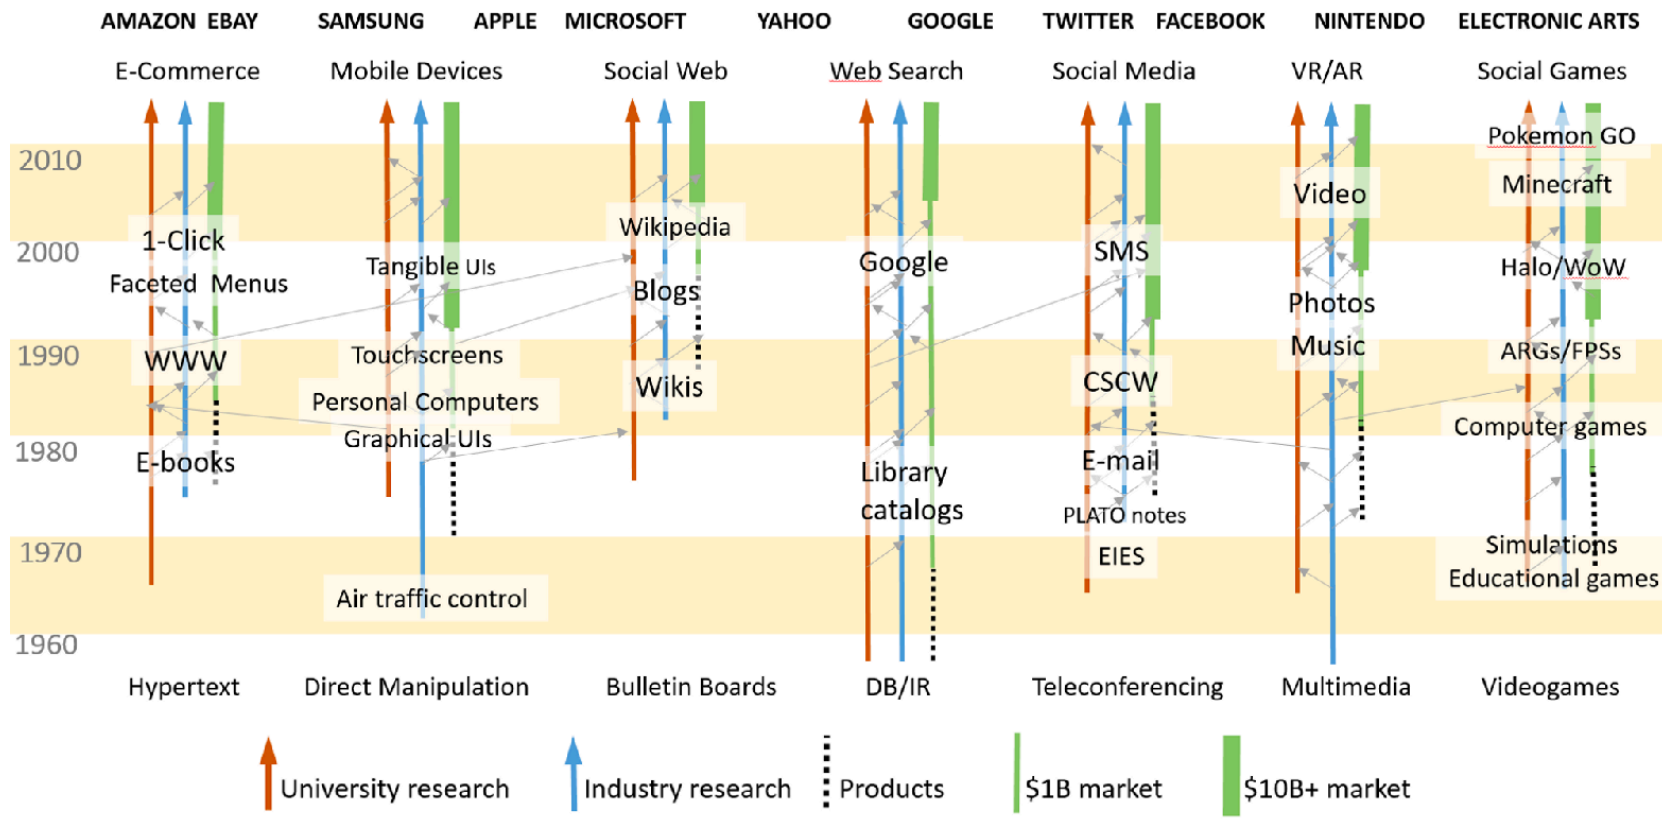 AMAZON EBAY SAMSUNG APPLE MICROSOFT YAHOO GOOGLE TWITTER FACEBOOK NINTENDO ELECTRONIC ARTS
E-Commerce Mobile Devices Social Web Web Search Social Media VR/AR Social Games
Pokemon GO
2010
Minecraft
Video
Wikipedia
1-Click
2000
SMS
Google
Tangible UIs
Halo/WoW
Faceted Menus
Blogs
Photos
Music
1990
Touchscreens
ARGs/FPSs
WWW
CSCW
Wikis
Personal Computers
Computer games
Graphical UIs
1980
E-books
E-mail
Library
catalogs
PLATO notes
Simulations
1970
EIES
Educational games
Air traffic control
1960
Hypertext Direct Manipulation Bulletin Boards DB/IR Teleconferencing Multimedia Videogames
University research Industry research Products $1B market $10B+ market